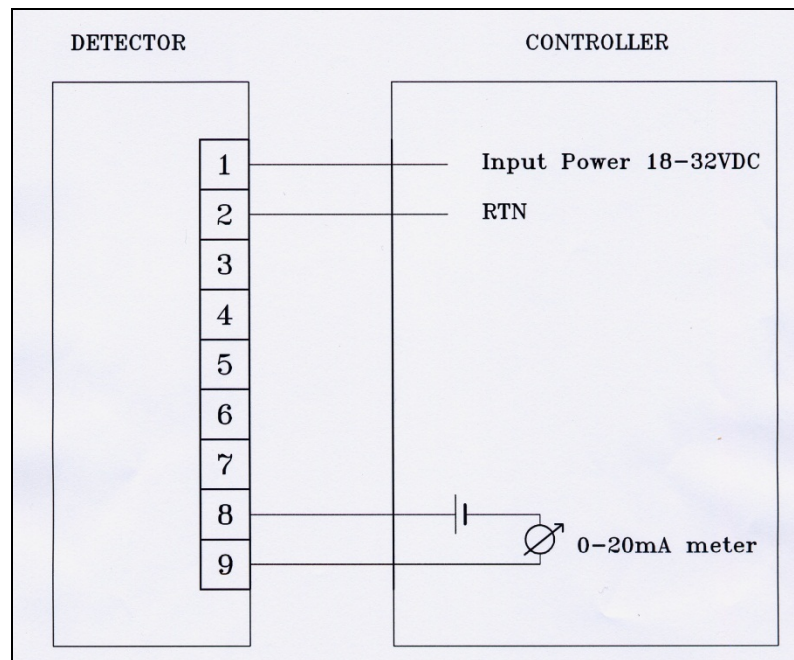 DETECTOR CONTROLLER
1 Input Power 18-32VDC
2 RTN
3
4
5
6
7
8
9 0-20mA meter